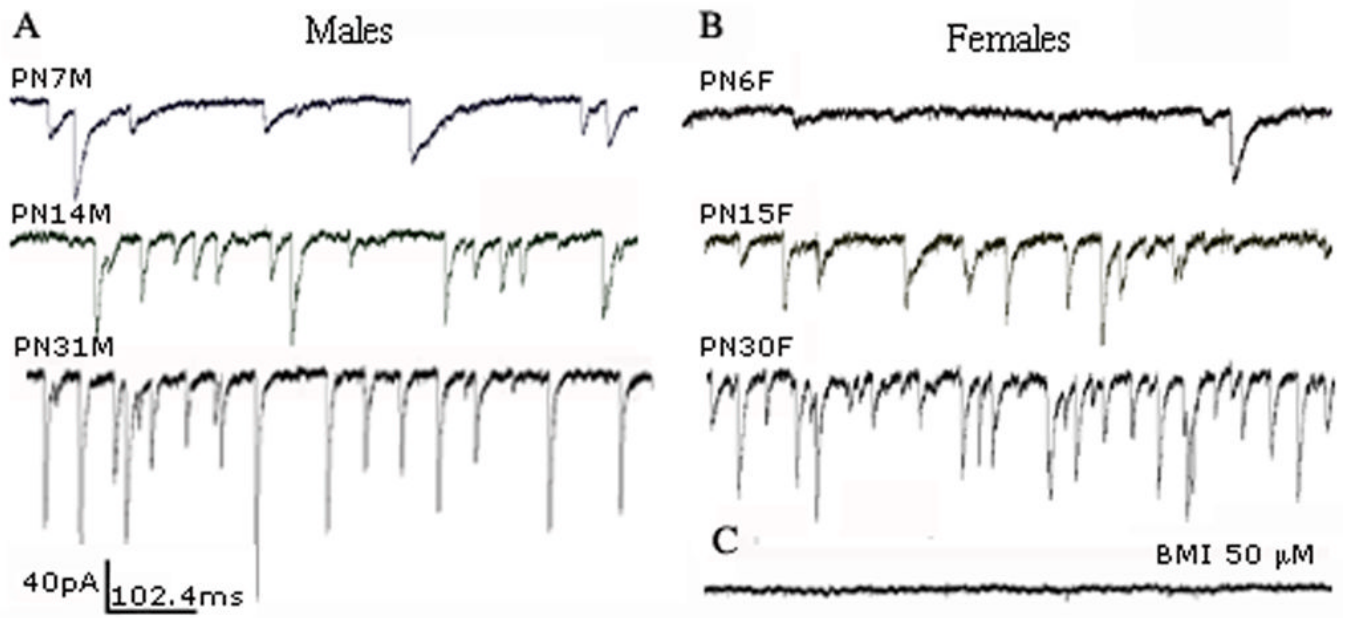 A
Males
PN7M
PN14M
PN31M
40pA
102.4ms
B
Females
PN6F
PN15F
PN30F
C
BMI 50 µM